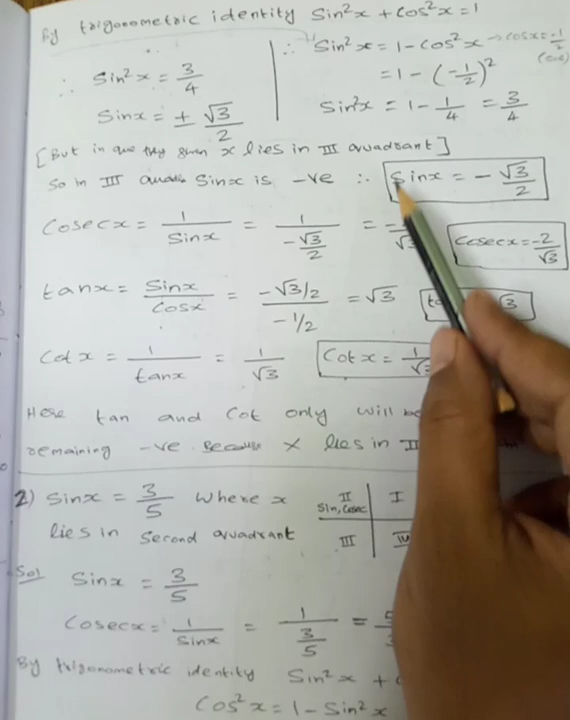 By trigonometric identity Sin²x + Cos²x = 1
∴ Sin²x = 1 - Cos²x → cosx = -1/2
= 1 - (-1/2)²
Sin²x = 1 - 1/4 = 3/4
∴ Sin²x = 3/4
Sinx = ± √3/2
[But in que they given x lies in III quadrant]
So in III quad Sinx is -ve ∴ Sinx = - √3/2
Cosecx = 1/Sinx = 1/(-√3/2) = Cosecx = -2/√3
tanx = Sinx/Cosx = (-√3/2)/(-1/2) = √3
Cot x = 1/tanx = 1/√3 Cot x =
Here tan and Cot only will
remaining -ve Because x lies in
2) Sinx = 3/5 where x
lies in Second quadrant
II I
Sin, Cosec
III IV
Sol Sinx = 3/5
Cosecx = 1/Sinx = 1/(3/5) =
By trigonometric identity Sin²x +
Cos²x = 1 - Sin²x